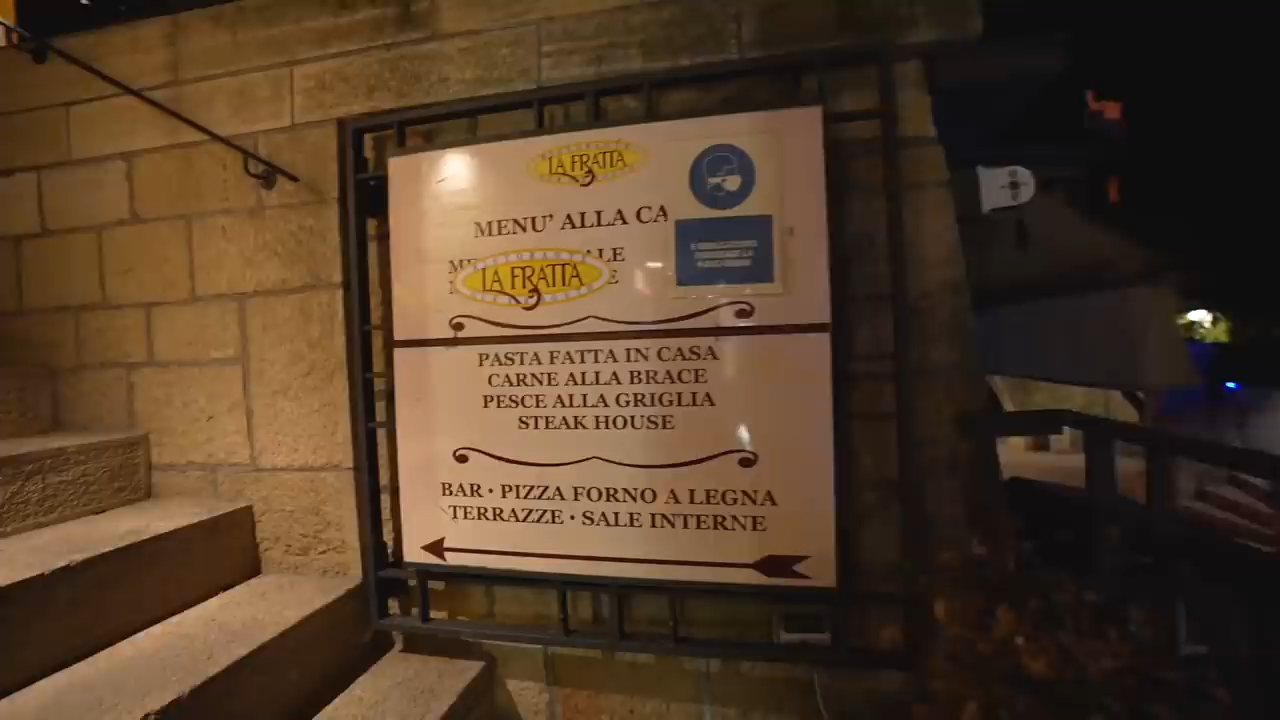 LA FRATTA
MENU' ALLA CA
RISTORANTE
LA FRATTA
PASTA FATTA IN CASA
CARNE ALLA BRACE
PESCE ALLA GRIGLIA
STEAK HOUSE
BAR • PIZZA FORNO A LEGNA
TERRAZZE • SALE INTERNE